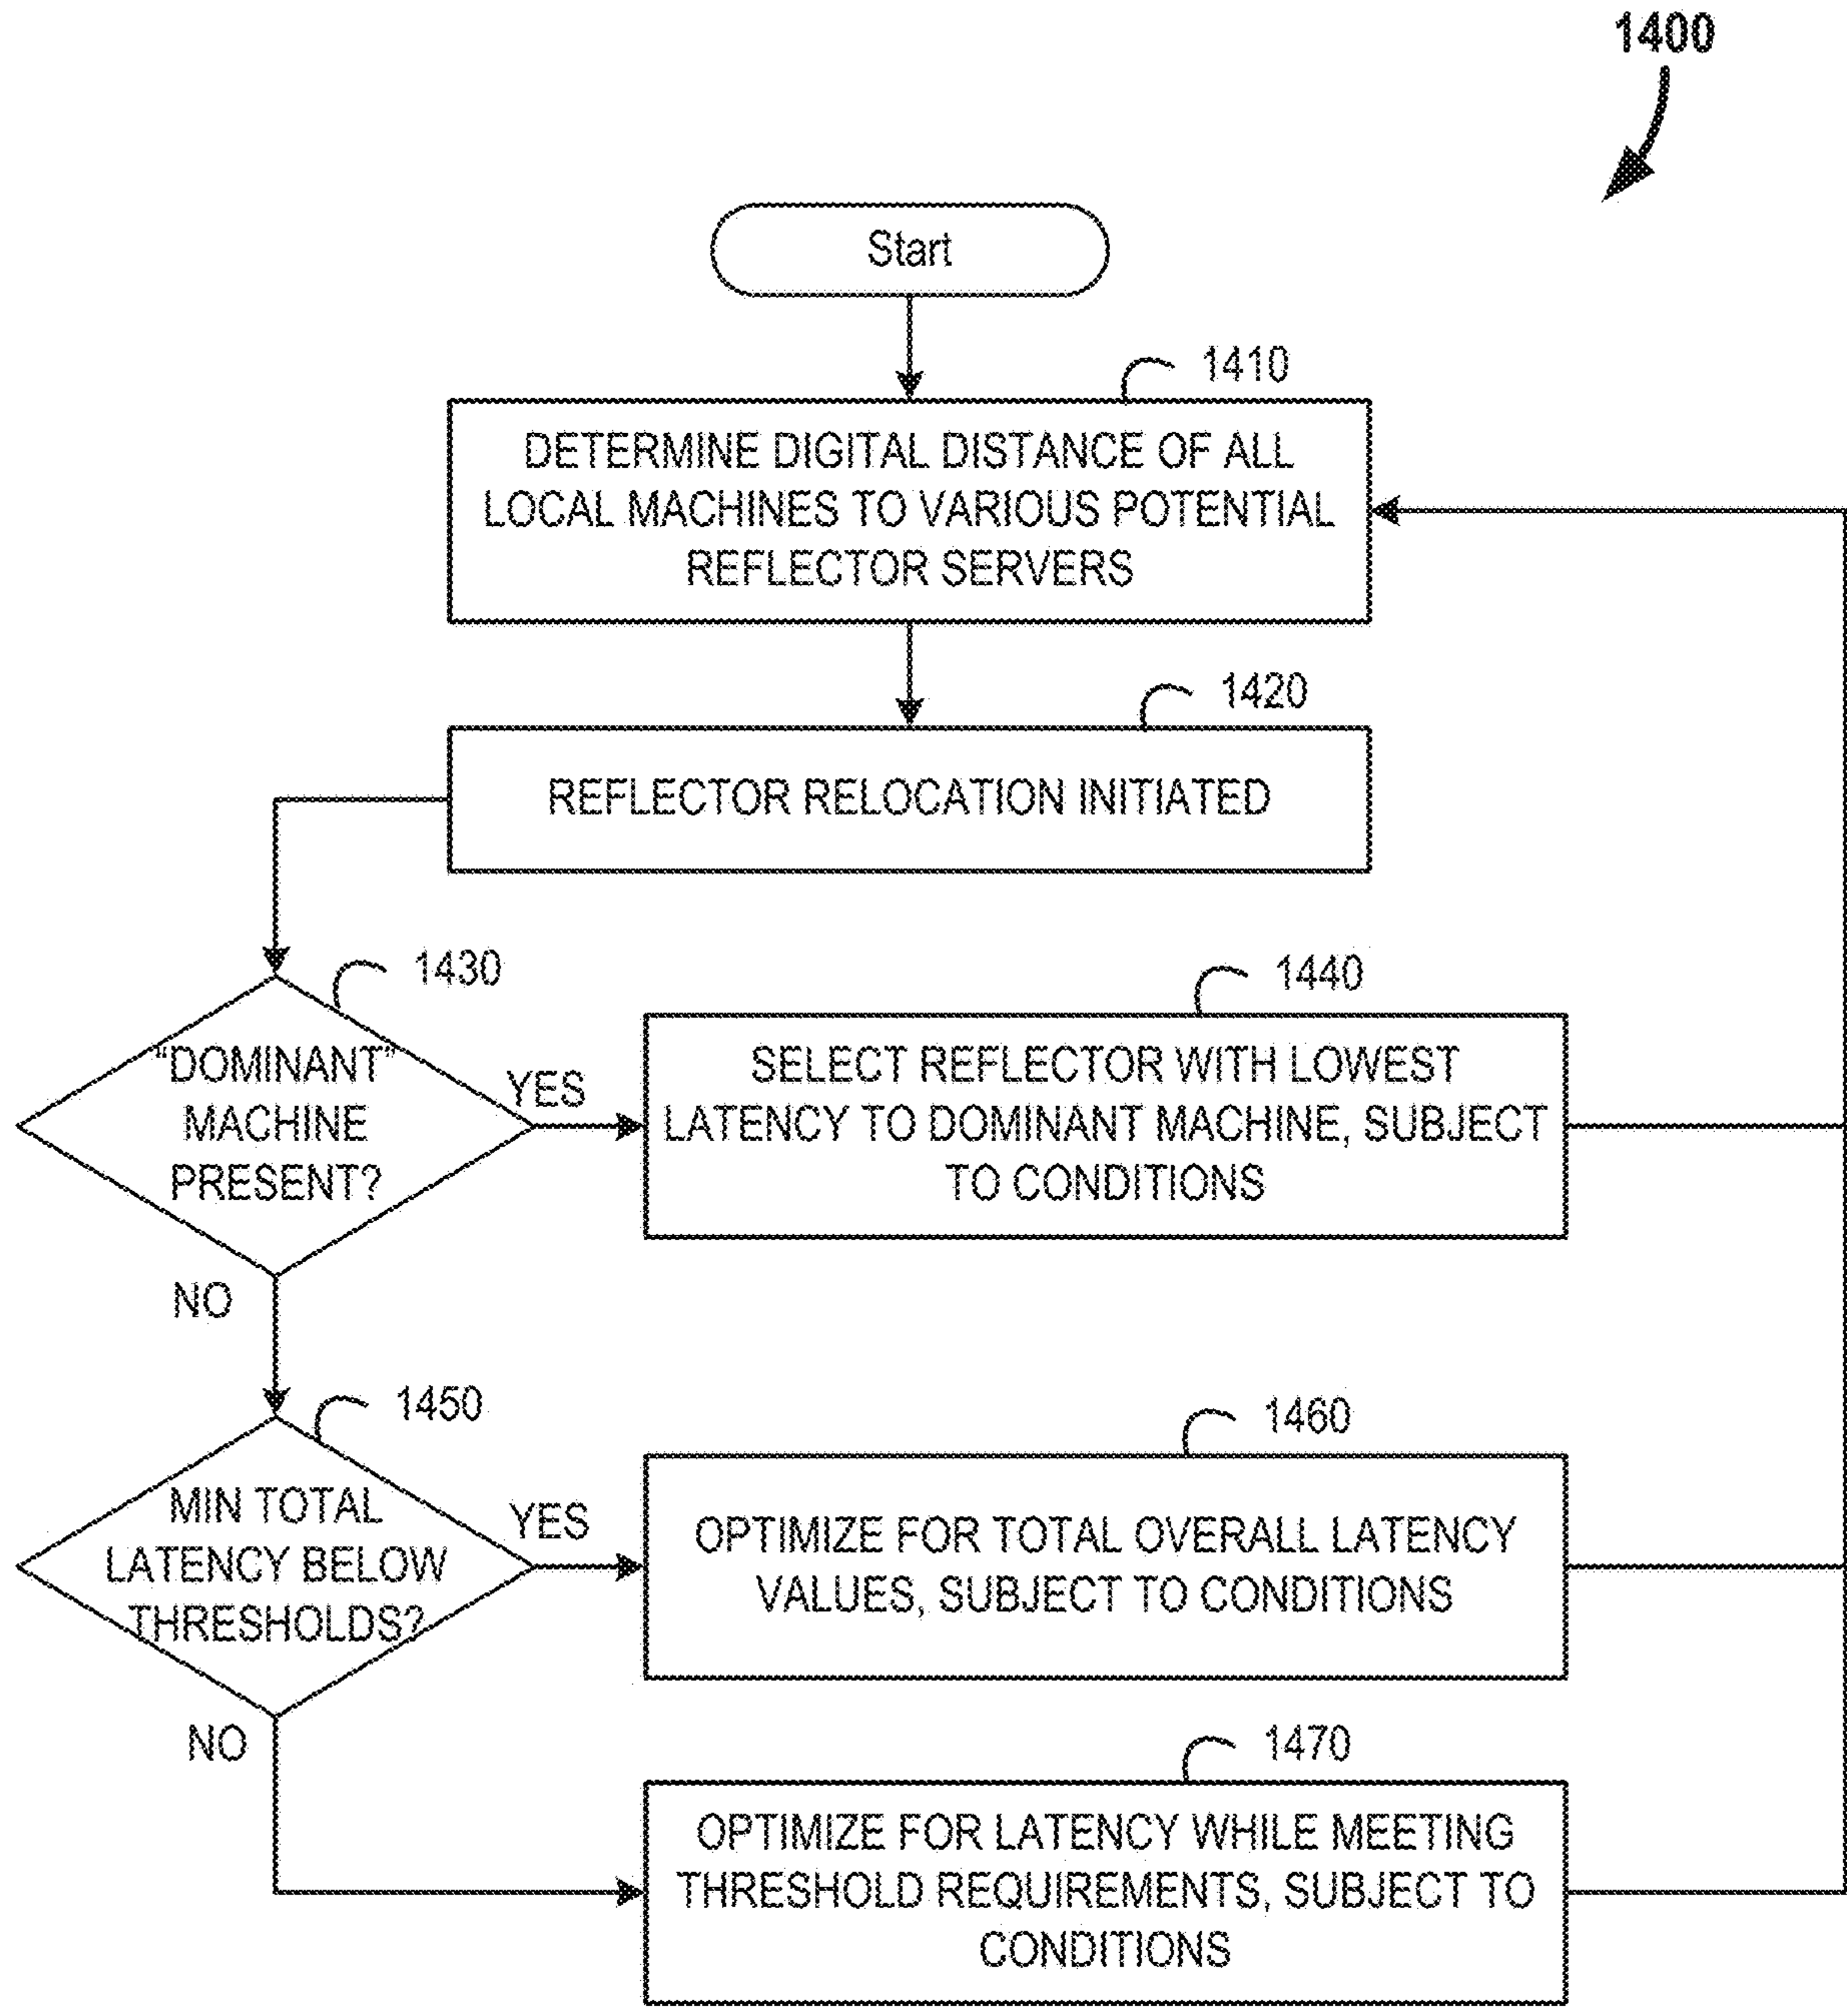 1400
Start
1410
DETERMINE DIGITAL DISTANCE OF ALL
LOCAL MACHINES TO VARIOUS POTENTIAL
REFLECTOR SERVERS
1420
REFLECTOR RELOCATION INITIATED
1430
"DOMINANT"
MACHINE
PRESENT?
YES
NO
1440
SELECT REFLECTOR WITH LOWEST
LATENCY TO DOMINANT MACHINE, SUBJECT
TO CONDITIONS
1450
MIN TOTAL
LATENCY BELOW
THRESHOLDS?
YES
NO
1460
OPTIMIZE FOR TOTAL OVERALL LATENCY
VALUES, SUBJECT TO CONDITIONS
1470
OPTIMIZE FOR LATENCY WHILE MEETING
THRESHOLD REQUIREMENTS, SUBJECT TO
CONDITIONS